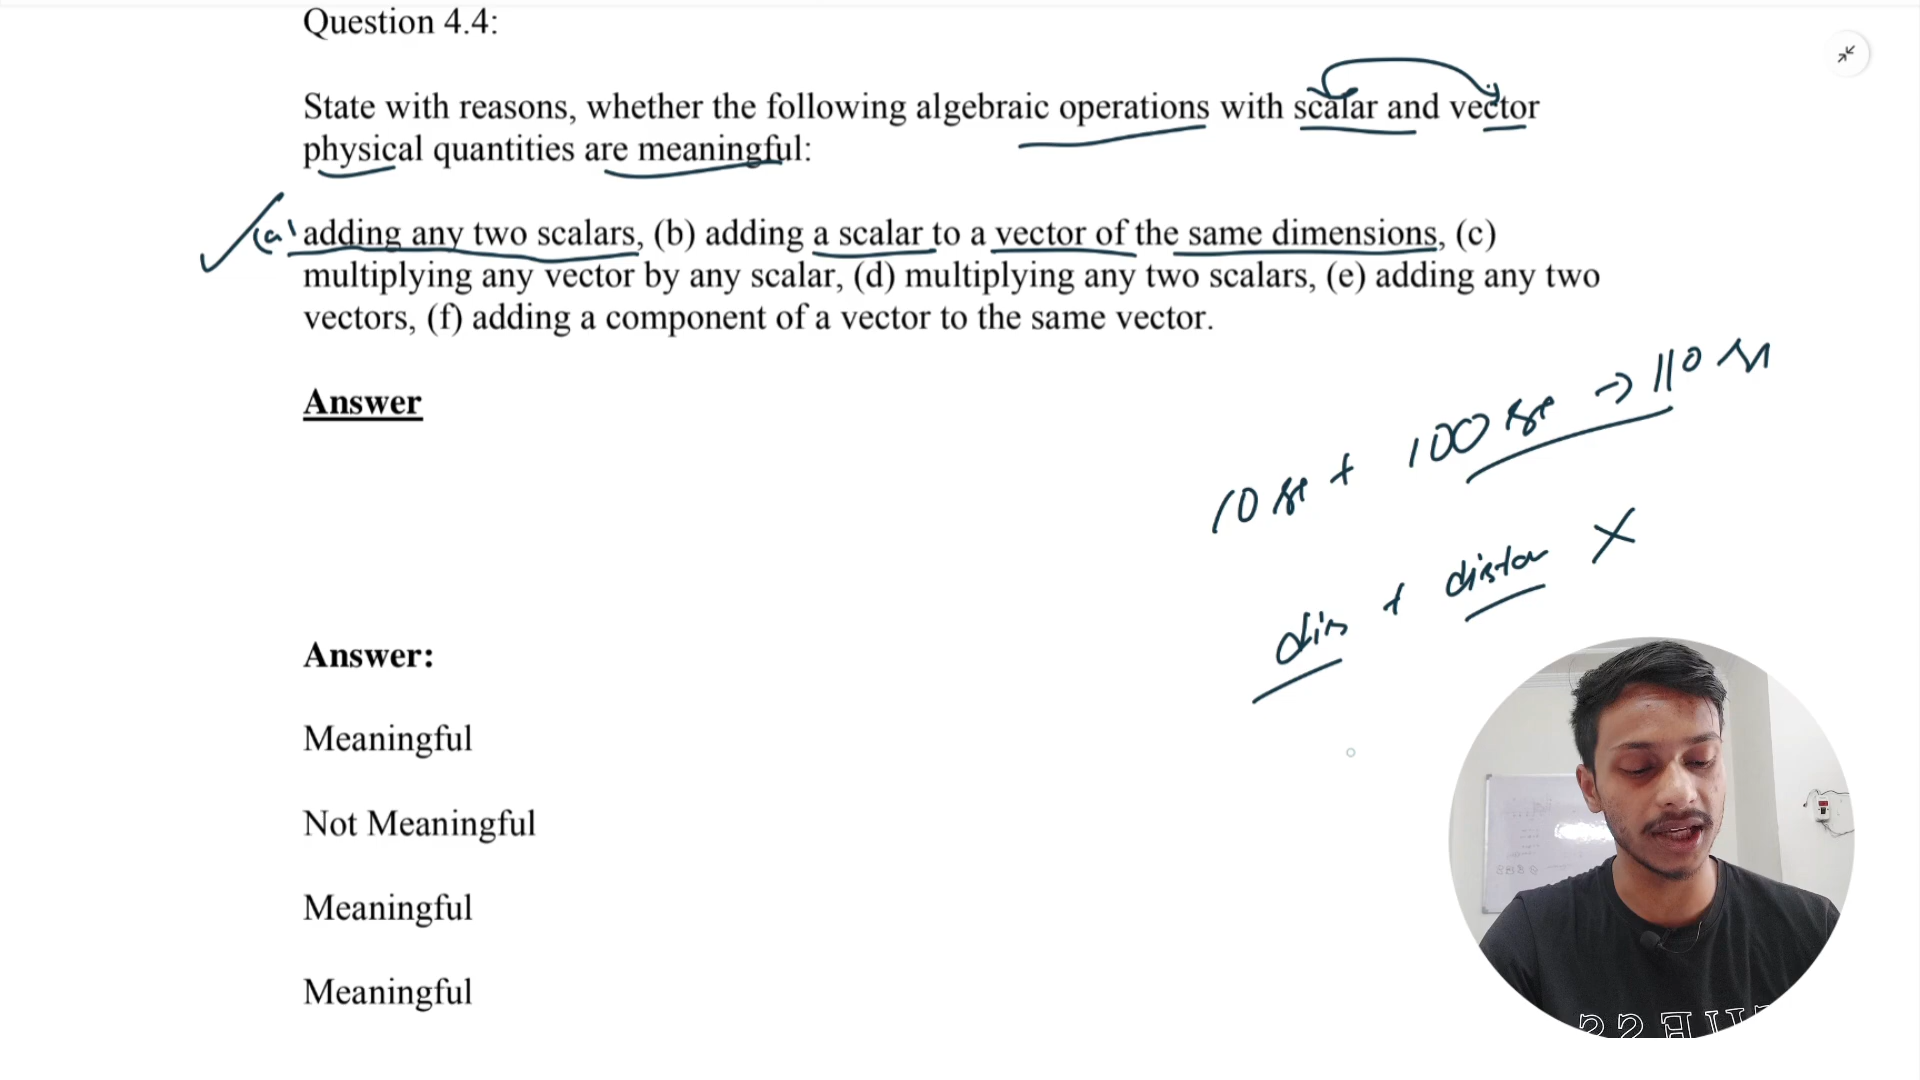 Question 4.4:
State with reasons, whether the following algebraic operations with scalar and vector
physical quantities are meaningful:
(a) adding any two scalars, (b) adding a scalar to a vector of the same dimensions, (c)
multiplying any vector by any scalar, (d) multiplying any two scalars, (e) adding any two
vectors, (f) adding a component of a vector to the same vector.
Answer
10 + 100 → 110 M
dis + distan X
Answer:
Meaningful
Not Meaningful
Meaningful
Meaningful